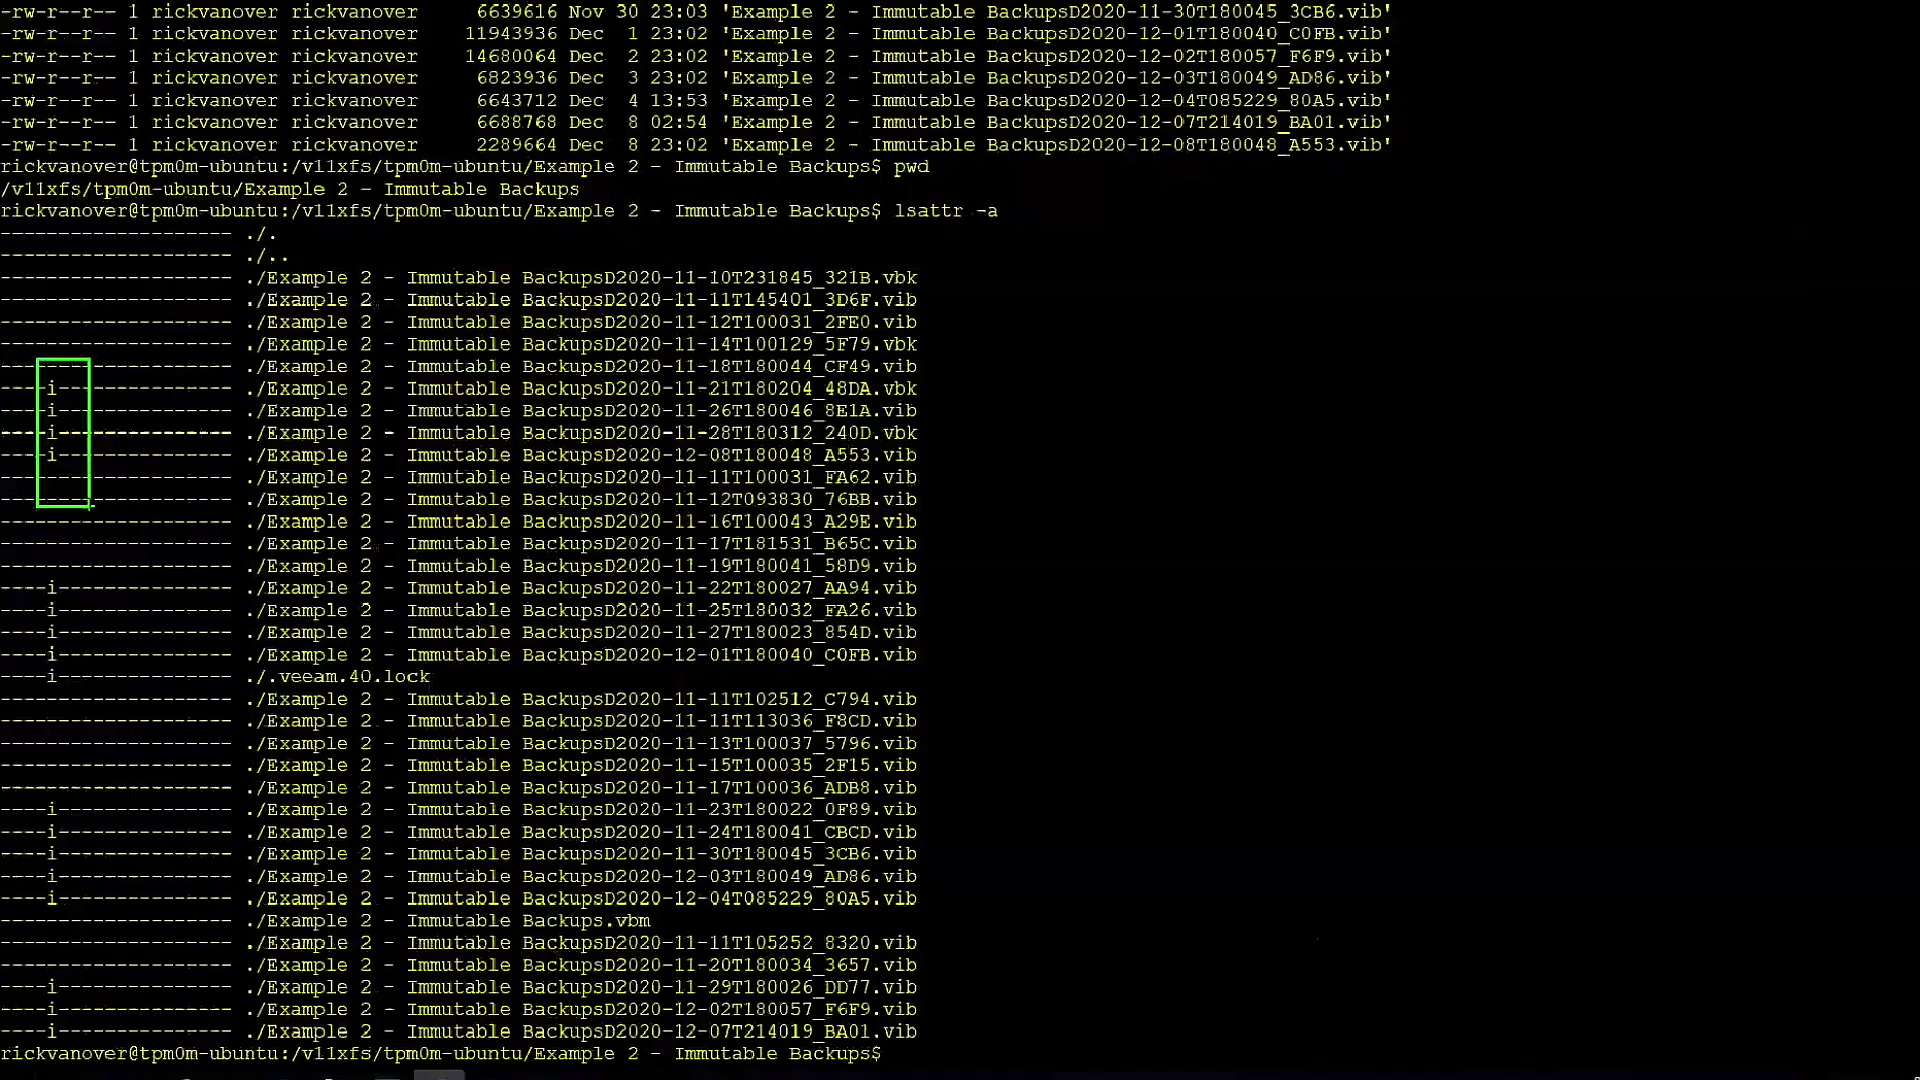 -rw-r--r-- 1 rickvanover rickvanover 6639616 Nov 30 23:03 'Example 2 - Immutable BackupsD2020-11-30T180045_3CB6.vib'
-rw-r--r-- 1 rickvanover rickvanover 11943936 Dec 1 23:02 'Example 2 - Immutable BackupsD2020-12-01T180040_C0FB.vib'
-rw-r--r-- 1 rickvanover rickvanover 14680064 Dec 2 23:02 'Example 2 - Immutable BackupsD2020-12-02T180057_F6F9.vib'
-rw-r--r-- 1 rickvanover rickvanover 6823936 Dec 3 23:02 'Example 2 - Immutable BackupsD2020-12-03T180049_AD86.vib'
-rw-r--r-- 1 rickvanover rickvanover 6643712 Dec 4 13:53 'Example 2 - Immutable BackupsD2020-12-04T085229_80A5.vib'
-rw-r--r-- 1 rickvanover rickvanover 6688768 Dec 8 02:54 'Example 2 - Immutable BackupsD2020-12-07T214019_BA01.vib'
-rw-r--r-- 1 rickvanover rickvanover 2289664 Dec 8 23:02 'Example 2 - Immutable BackupsD2020-12-08T180048_A553.vib'
rickvanover@tpm0m-ubuntu:/v11xfs/tpm0m-ubuntu/Example 2 - Immutable Backups$ pwd
/v11xfs/tpm0m-ubuntu/Example 2 - Immutable Backups
rickvanover@tpm0m-ubuntu:/v11xfs/tpm0m-ubuntu/Example 2 - Immutable Backups$ lsattr -a
-------------------- ./.
-------------------- ./..
-------------------- ./Example 2 - Immutable BackupsD2020-11-10T231845_321B.vbk
-------------------- ./Example 2 - Immutable BackupsD2020-11-11T145401_3D6F.vib
-------------------- ./Example 2 - Immutable BackupsD2020-11-12T100031_2FE0.vib
-------------------- ./Example 2 - Immutable BackupsD2020-11-14T100129_5F79.vbk
-------------------- ./Example 2 - Immutable BackupsD2020-11-18T180044_CF49.vib
----i--------------- ./Example 2 - Immutable BackupsD2020-11-21T180204_48DA.vbk
----i--------------- ./Example 2 - Immutable BackupsD2020-11-26T180046_8E1A.vib
----i--------------- ./Example 2 - Immutable BackupsD2020-11-28T180312_240D.vbk
----i--------------- ./Example 2 - Immutable BackupsD2020-12-08T180048_A553.vib
-------------------- ./Example 2 - Immutable BackupsD2020-11-11T100031_FA62.vib
-------------------- ./Example 2 - Immutable BackupsD2020-11-12T093830_76BB.vib
-------------------- ./Example 2 - Immutable BackupsD2020-11-16T100043_A29E.vib
-------------------- ./Example 2 - Immutable BackupsD2020-11-17T181531_B65C.vib
-------------------- ./Example 2 - Immutable BackupsD2020-11-19T180041_58D9.vib
----i--------------- ./Example 2 - Immutable BackupsD2020-11-22T180027_AA94.vib
----i--------------- ./Example 2 - Immutable BackupsD2020-11-25T180032_FA26.vib
----i--------------- ./Example 2 - Immutable BackupsD2020-11-27T180023_854D.vib
----i--------------- ./Example 2 - Immutable BackupsD2020-12-01T180040_C0FB.vib
----i--------------- ./.veeam.40.lock
-------------------- ./Example 2 - Immutable BackupsD2020-11-11T102512_C794.vib
-------------------- ./Example 2 - Immutable BackupsD2020-11-11T113036_F8CD.vib
-------------------- ./Example 2 - Immutable BackupsD2020-11-13T100037_5796.vib
-------------------- ./Example 2 - Immutable BackupsD2020-11-15T100035_2F15.vib
-------------------- ./Example 2 - Immutable BackupsD2020-11-17T100036_ADB8.vib
----i--------------- ./Example 2 - Immutable BackupsD2020-11-23T180022_0F89.vib
----i--------------- ./Example 2 - Immutable BackupsD2020-11-24T180041_CBCD.vib
----i--------------- ./Example 2 - Immutable BackupsD2020-11-30T180045_3CB6.vib
----i--------------- ./Example 2 - Immutable BackupsD2020-12-03T180049_AD86.vib
----i--------------- ./Example 2 - Immutable BackupsD2020-12-04T085229_80A5.vib
-------------------- ./Example 2 - Immutable Backups.vbm
-------------------- ./Example 2 - Immutable BackupsD2020-11-11T105252_8320.vib
-------------------- ./Example 2 - Immutable BackupsD2020-11-20T180034_3657.vib
----i--------------- ./Example 2 - Immutable BackupsD2020-11-29T180026_DD77.vib
----i--------------- ./Example 2 - Immutable BackupsD2020-12-02T180057_F6F9.vib
----i--------------- ./Example 2 - Immutable BackupsD2020-12-07T214019_BA01.vib
rickvanover@tpm0m-ubuntu:/v11xfs/tpm0m-ubuntu/Example 2 - Immutable Backups$